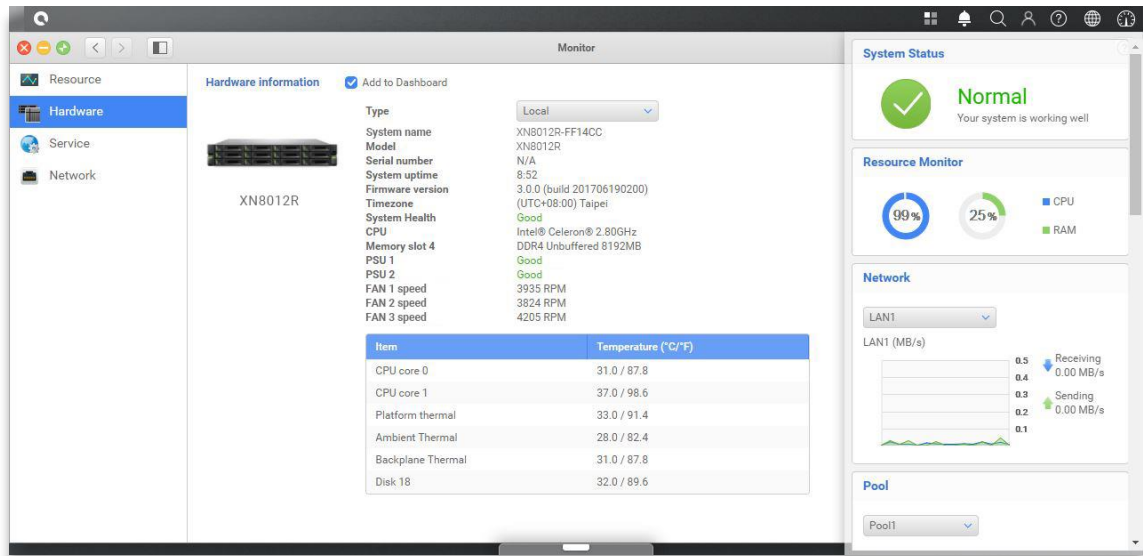 Monitor
Resource
Hardware
Service
Network
Hardware information
Add to Dashboard
XN8012R
Type Local
System name XN8012R-FF14CC
Model XN8012R
Serial number N/A
System uptime 8:52
Firmware version 3.0.0 (build 201706190200)
Timezone (UTC+08:00) Taipei
System Health Good
CPU Intel® Celeron® 2.80GHz
Memory slot 4 DDR4 Unbuffered 8192MB
PSU 1 Good
PSU 2 Good
FAN 1 speed 3935 RPM
FAN 2 speed 3824 RPM
FAN 3 speed 4205 RPM
Item Temperature (°C/°F)
CPU core 0 31.0 / 87.8
CPU core 1 37.0 / 98.6
Platform thermal 33.0 / 91.4
Ambient Thermal 28.0 / 82.4
Backplane Thermal 31.0 / 87.8
Disk 18 32.0 / 89.6
System Status
Normal
Your system is working well
Resource Monitor
99%
25%
CPU
RAM
Network
LAN1
LAN1 (MB/s)
0.5
0.4
0.3
0.2
0.1
Receiving
0.00 MB/s
Sending
0.00 MB/s
Pool
Pool1